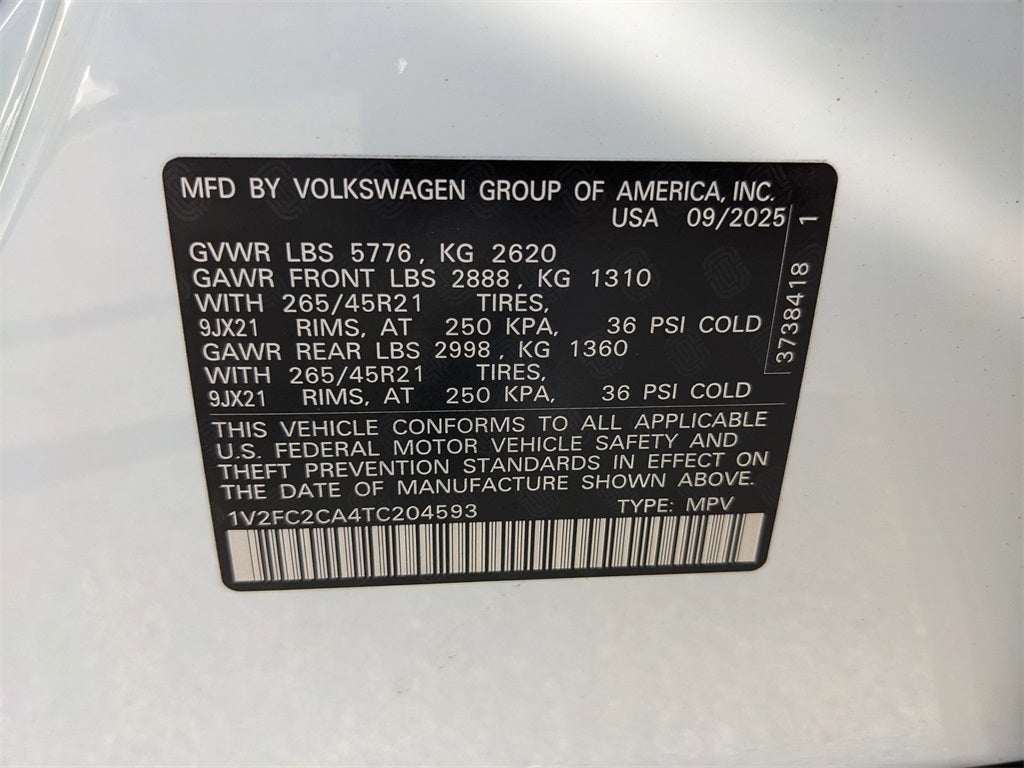 MFD BY VOLKSWAGEN GROUP OF AMERICA, INC.
USA 09/2025
GVWR LBS 5776, KG 2620
GAWR FRONT LBS 2888, KG 1310
WITH 265/45R21 TIRES,
9JX21 RIMS, AT 250 KPA, 36 PSI COLD
GAWR REAR LBS 2998, KG 1360
WITH 265/45R21 TIRES,
9JX21 RIMS, AT 250 KPA, 36 PSI COLD
3738418 1
THIS VEHICLE CONFORMS TO ALL APPLICABLE
U.S. FEDERAL MOTOR VEHICLE SAFETY AND
THEFT PREVENTION STANDARDS IN EFFECT ON
THE DATE OF MANUFACTURE SHOWN ABOVE.
1V2FC2CA4TC204593 TYPE: MPV